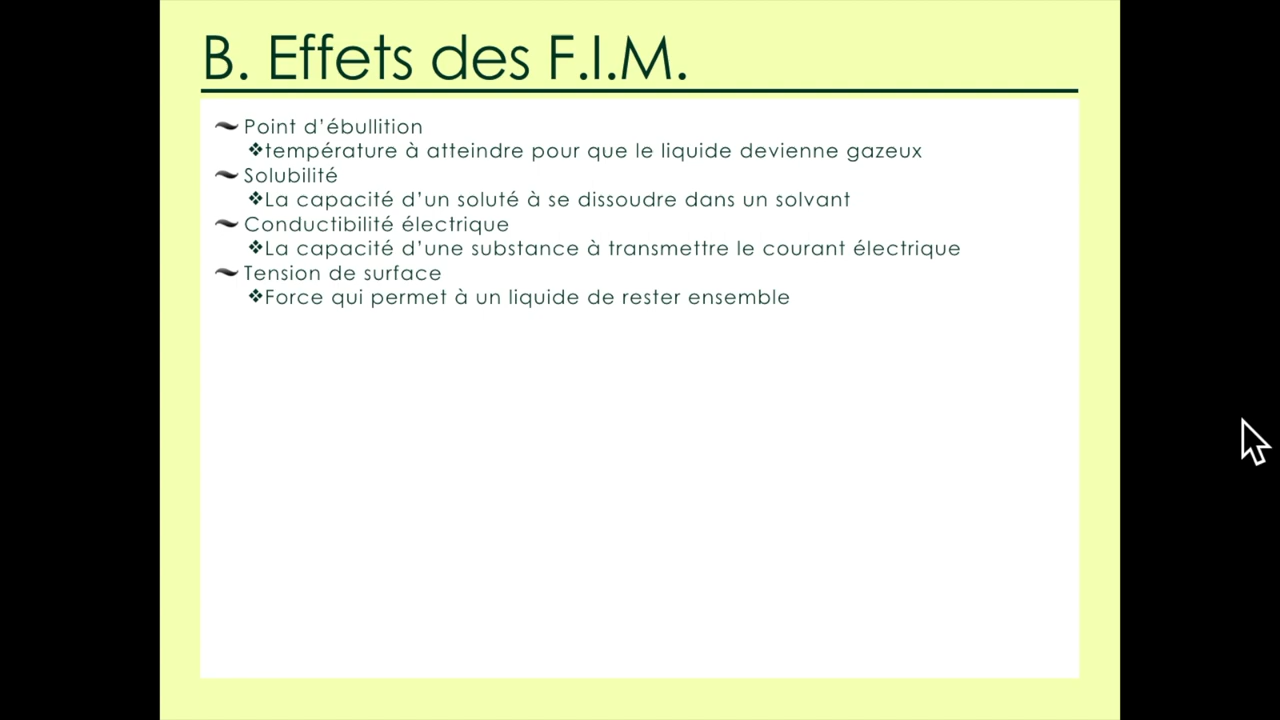 B. Effets des F.I.M.
Point d’ébullition
température à atteindre pour que le liquide devienne gazeux
Solubilité
La capacité d’un soluté à se dissoudre dans un solvant
Conductibilité électrique
La capacité d’une substance à transmettre le courant électrique
Tension de surface
Force qui permet à un liquide de rester ensemble